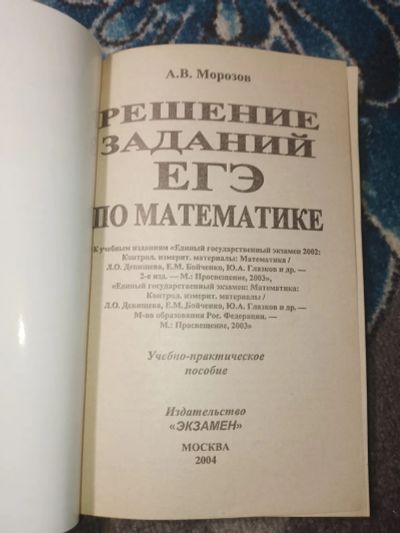 А.В. Морозов
РЕШЕНИЕ
ЗАДАНИЙ
ЕГЭ
ПО МАТЕМАТИКЕ
К учебным изданиям «Единый государственный экзамен 2002:
Контрол. измерит. материалы: Математика /
Л.О. Денищева, Е.М. Бойченко, Ю.А. Глазков и др. —
2-е изд. — М.: Просвещение, 2003»,
«Единый государственный экзамен: Математика:
Контрол. измерит. материалы /
Л.О. Денищева, Е.М. Бойченко, Ю.А. Глазков и др. —
М-во образования Рос. Федерации. —
М.: Просвещение, 2003»
Учебно-практическое
пособие
Издательство
«ЭКЗАМЕН»
МОСКВА
2004